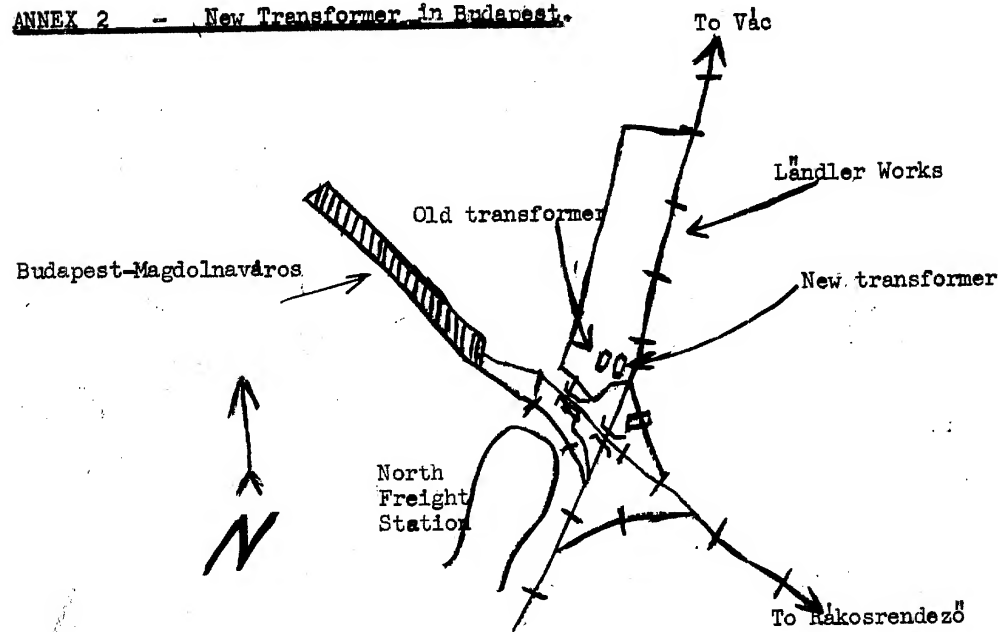 ANNEX 2 - New Transformer in Budapest.
To Vác
Ländler Works
Old transformer
Budapest-Magdolnaváros
New transformer
North
Freight
Station
N
To Rákosrendező